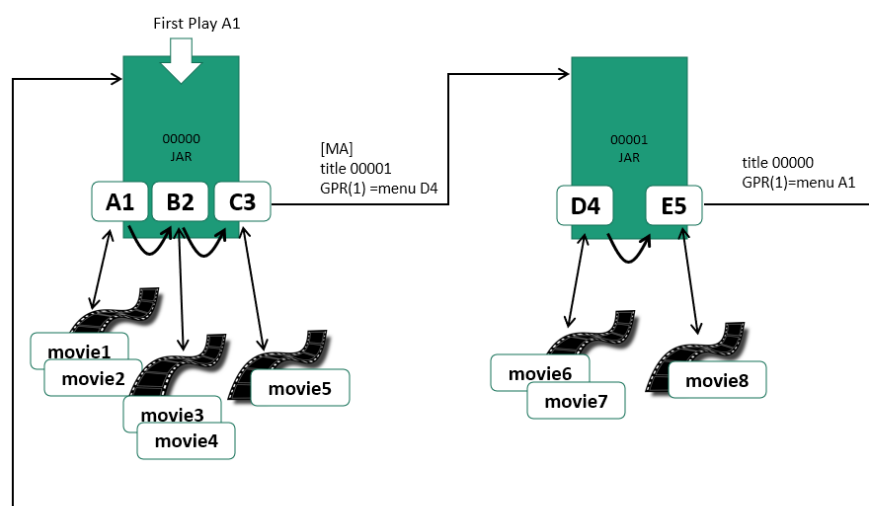 First Play A1
00000
JAR
A1
B2
C3
[MA]
title 00001
GPR(1) =menu D4
00001
JAR
D4
E5
title 00000
GPR(1)=menu A1
movie1
movie2
movie3
movie4
movie5
movie6
movie7
movie8